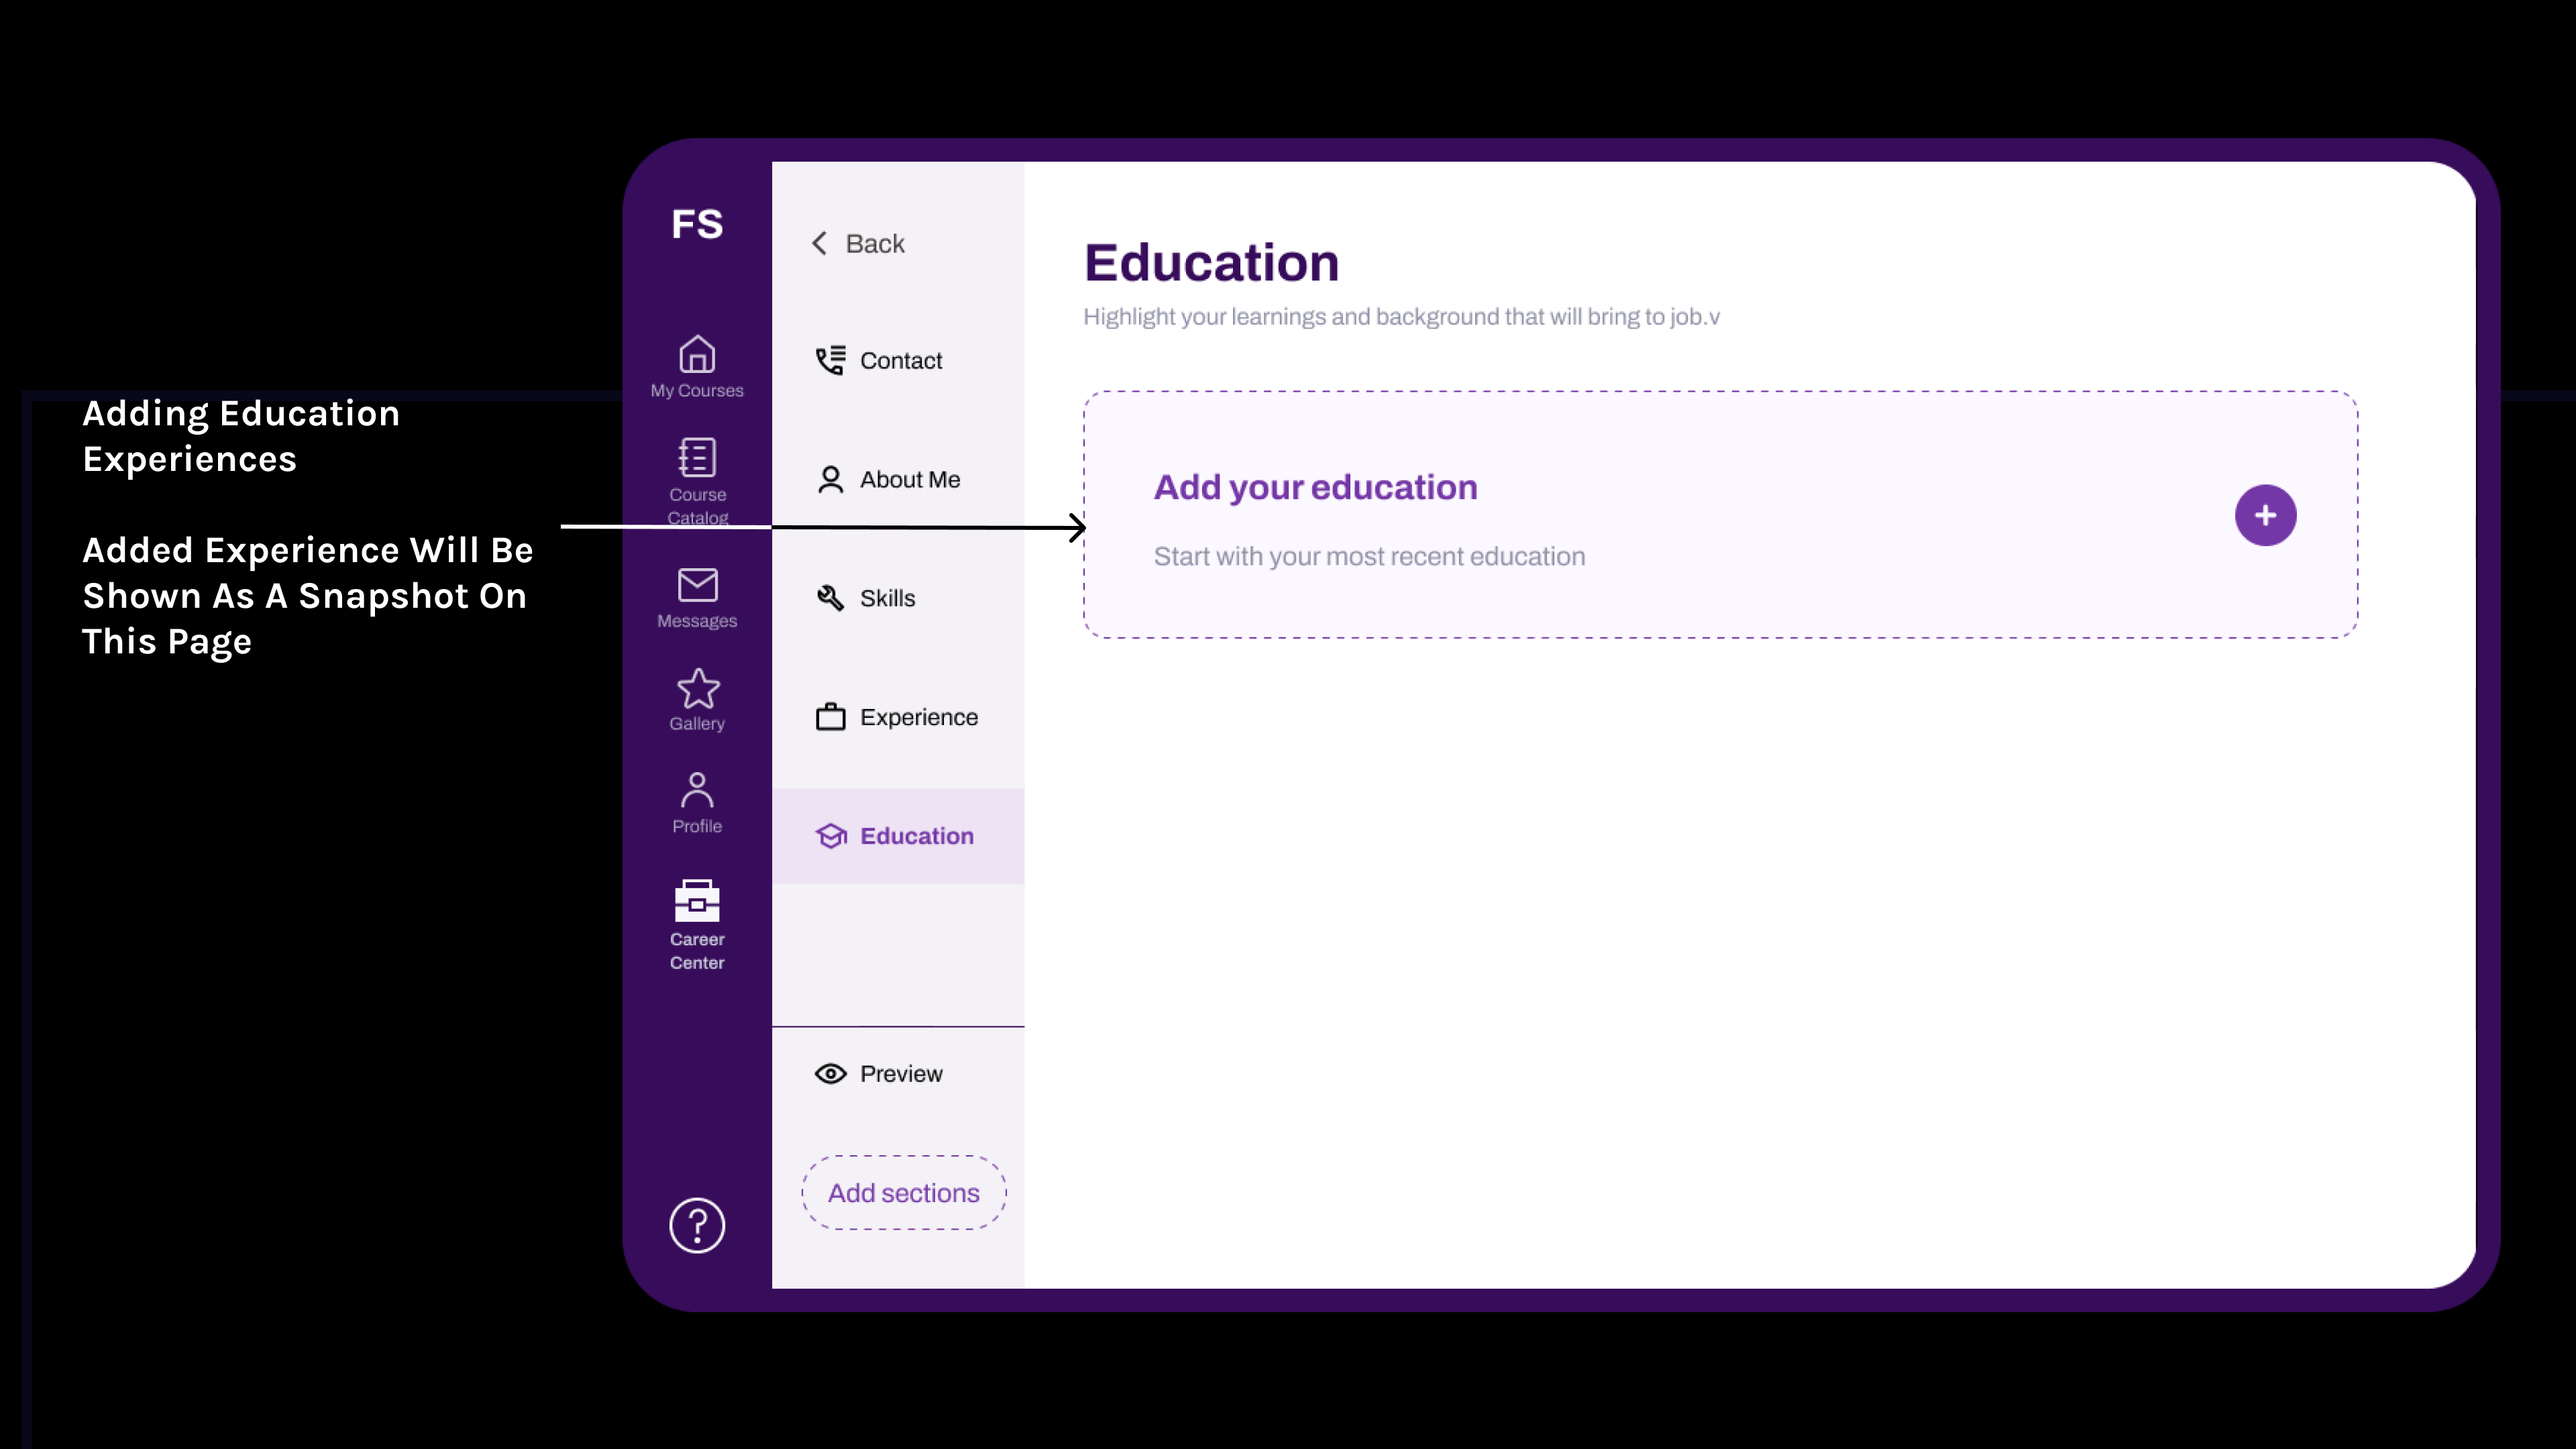 Adding Education
Experiences
Added Experience Will Be
Shown As A Snapshot On
This Page
FS
My Courses
Course
Catalog
Messages
Gallery
Profile
Career
Center
?
Back
Contact
About Me
Skills
Experience
Education
Preview
Add sections
Education
Highlight your learnings and background that will bring to job.v
Add your education
Start with your most recent education
+